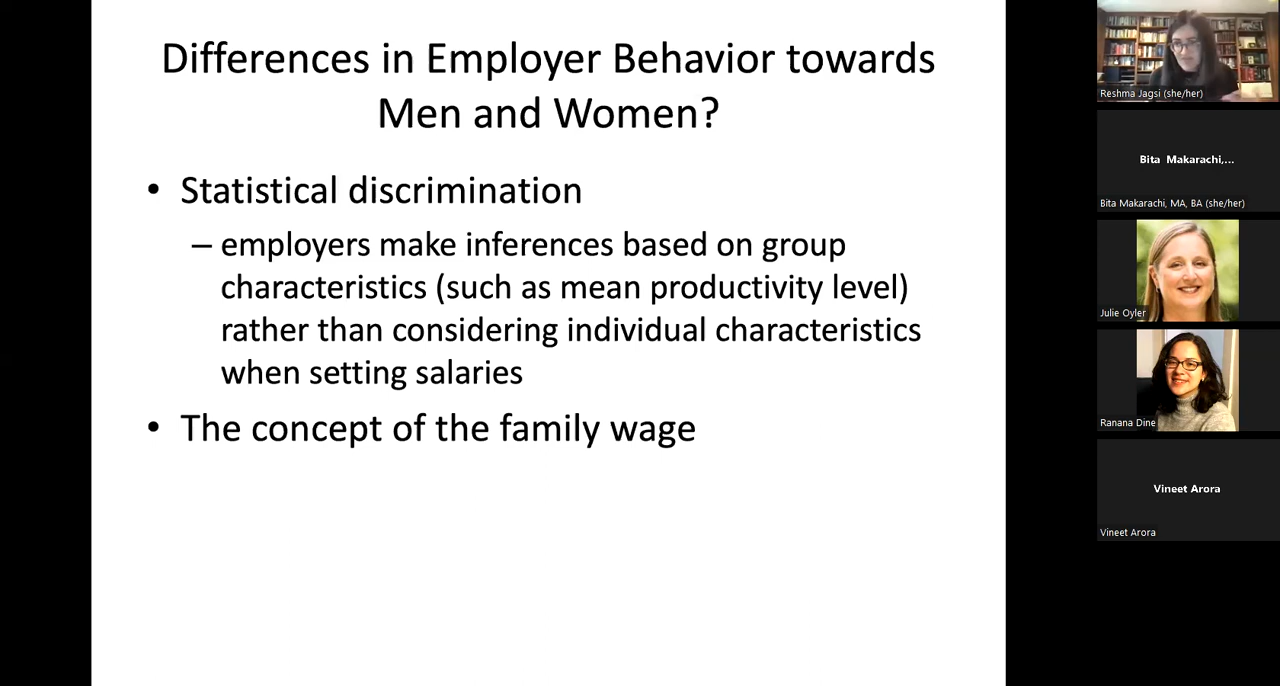 Differences in Employer Behavior towards
Men and Women?
• Statistical discrimination
– employers make inferences based on group
characteristics (such as mean productivity level)
rather than considering individual characteristics
when setting salaries
• The concept of the family wage
Reshma Jagsi (she/her)
Bita Makarachi,...
Bita Makarachi, MA, BA (she/her)
Julie Oyler
Ranana Dine
Vineet Arora
Vineet Arora